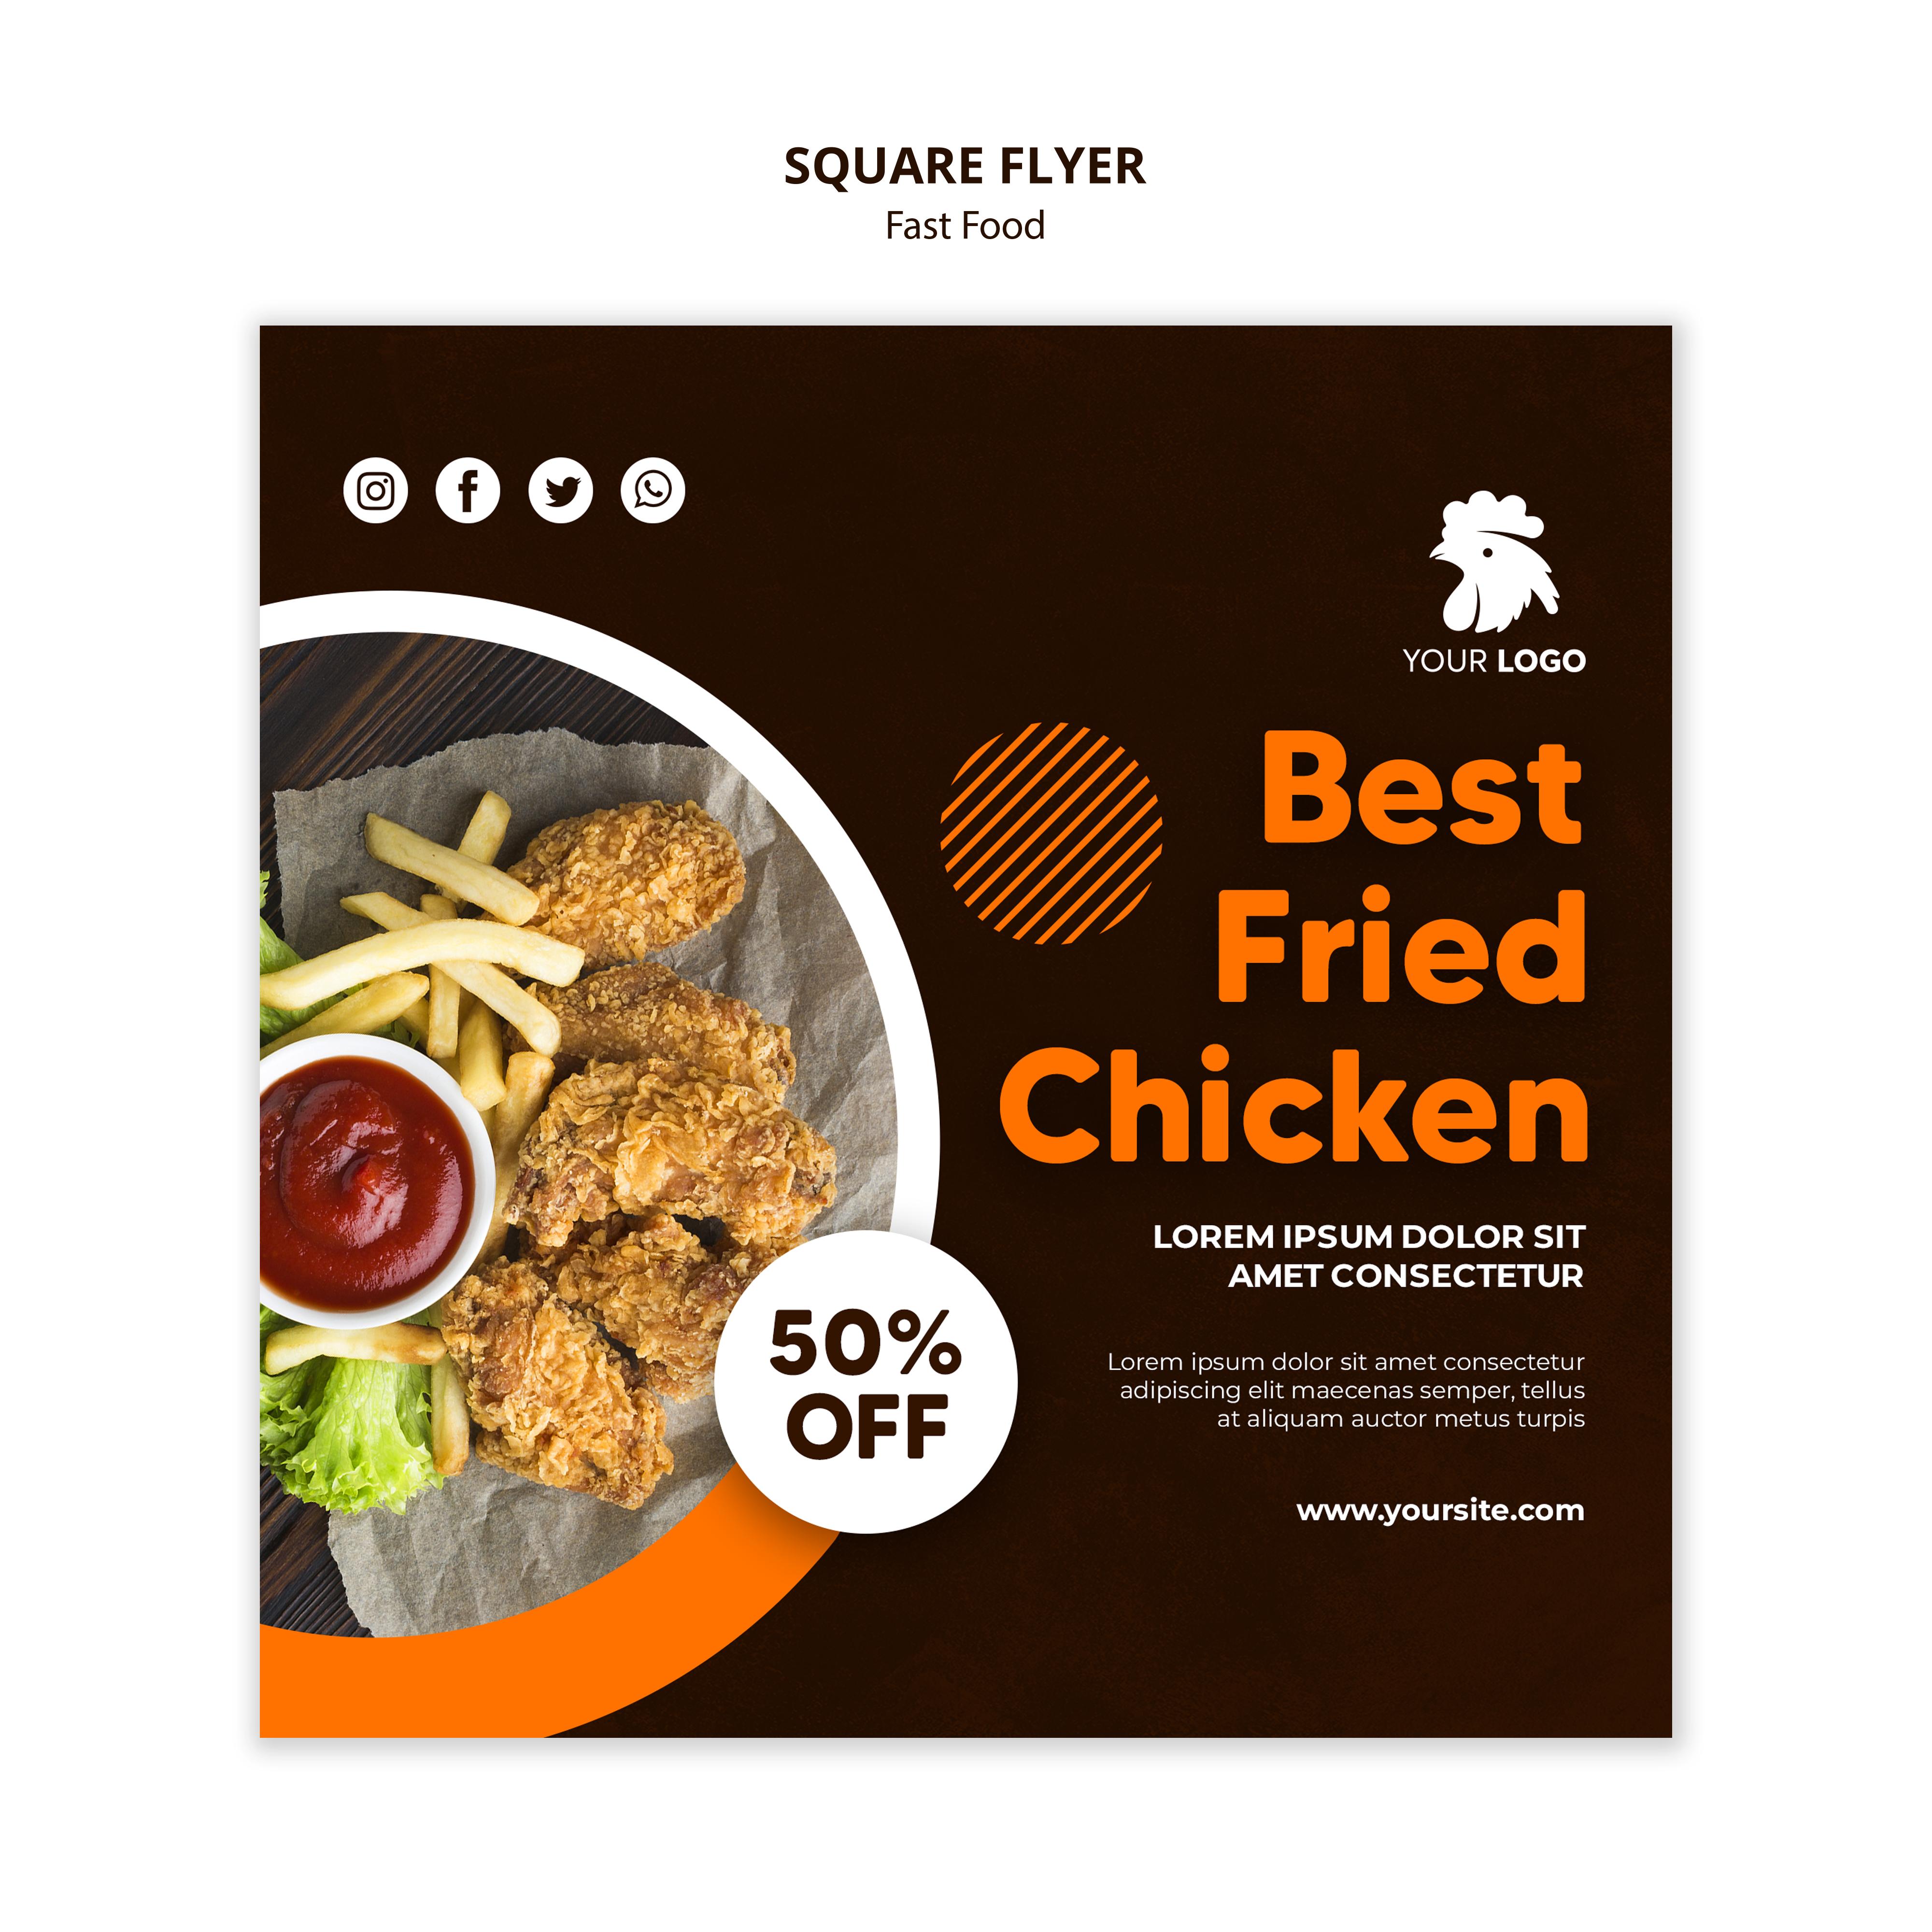 SQUARE FLYER
Fast Food
YOUR LOGO
Best
Fried
Chicken
LOREM IPSUM DOLOR SIT
AMET CONSECTETUR
Lorem ipsum dolor sit amet consectetur
adipiscing elit maecenas semper, tellus
at aliquam auctor metus turpis
50%
OFF
www.yoursite.com